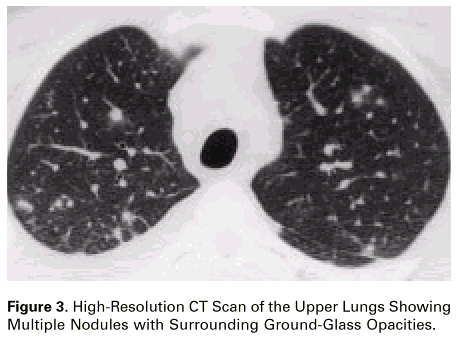 Figure 3. High-Resolution CT Scan of the Upper Lungs Showing
Multiple Nodules with Surrounding Ground-Glass Opacities.